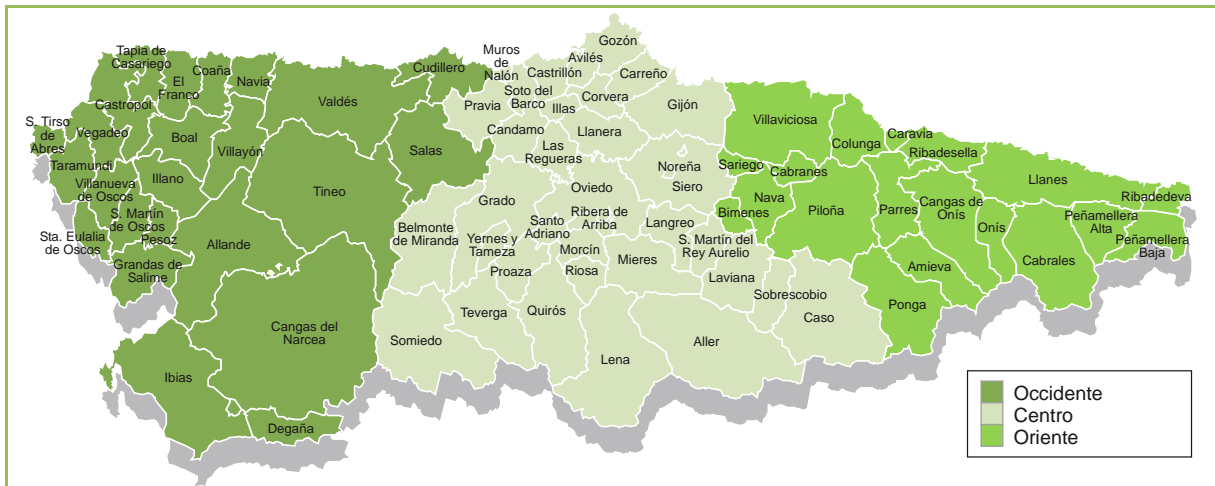 Tapia de
Casariego
El
Franco
Coaña
Navia
Castropol
Valdés
Cudillero
Muros
de
Nalón
Avilés
Gozón
Castrillón
Carreño
Soto del
Barco
Corvera
Illas
Pravia
Gijón
S. Tirso
de
Abres
Vegadeo
Boal
Villayón
Salas
Candamo
Las
Regueras
Llanera
Villaviciosa
Colunga
Caravia
Ribadesella
Taramundi
Villanueva
de Oscos
Illano
Tineo
Noreña
Siero
Sariego
Cabranes
Llanes
Ribadedeva
S. Martín
de Oscos
Pesoz
Grado
Oviedo
Nava
Bimenes
Piloña
Parres
Cangas de
Onís
Onís
Peñamellera
Alta
Peñamellera
Baja
Sta. Eulalia
de Oscos
Allande
Belmonte
de Miranda
Yernes y
Tameza
Santo
Adriano
Ribera de
Arriba
Langreo
S. Martín del
Rey Aurelio
Grandas de
Salime
Proaza
Morcín
Riosa
Mieres
Laviana
Sobrescobio
Amieva
Cabrales
Cangas del
Narcea
Somiedo
Teverga
Quirós
Lena
Aller
Caso
Ponga
Ibias
Degaña
Occidente
Centro
Oriente